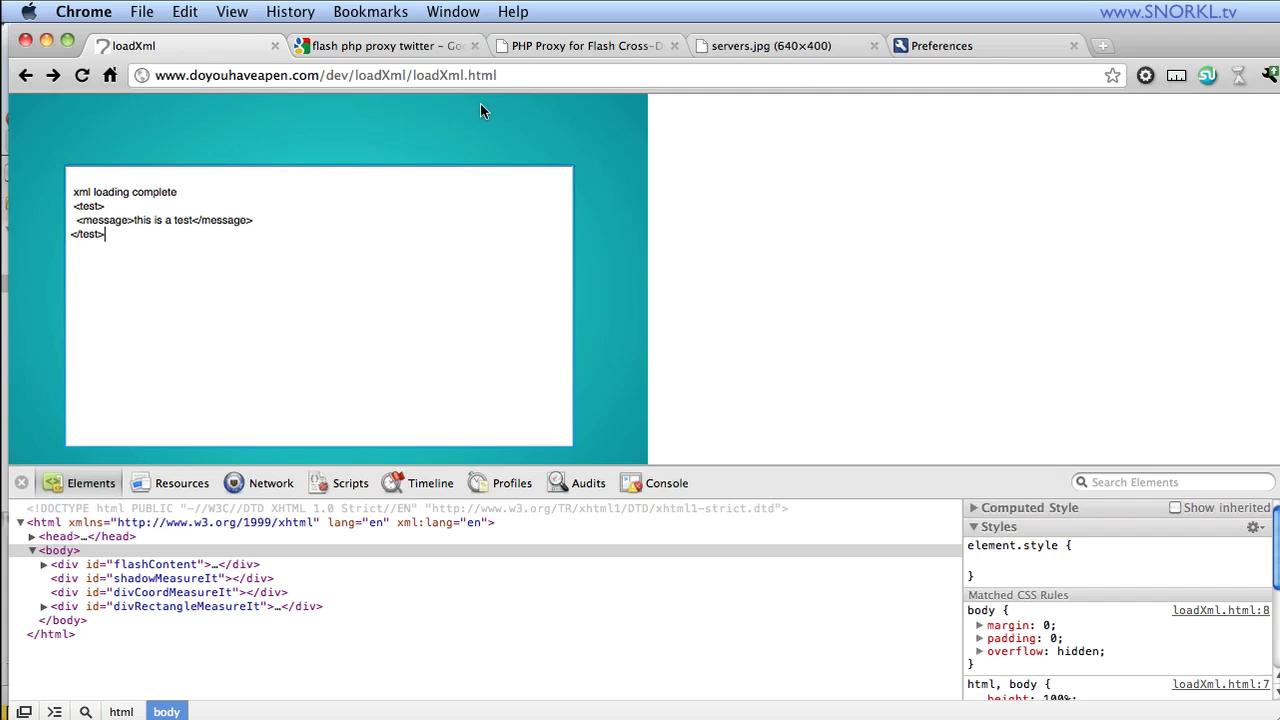 Chrome File Edit View History Bookmarks Window Help www.SNORKL.tv
loadXml flash php proxy twitter - Go PHP Proxy for Flash Cross-D servers.jpg (640×400) Preferences
www.doyouhaveapen.com/dev/loadXml/loadXml.html
xml loading complete
<test>
<message>this is a test</message>
</test>
Elements Resources Network Scripts Timeline Profiles Audits Console Search Elements
<!DOCTYPE html PUBLIC "-//W3C//DTD XHTML 1.0 Strict//EN" "http://www.w3.org/TR/xhtml1/DTD/xhtml1-strict.dtd">
<html xmlns="http://www.w3.org/1999/xhtml" lang="en" xml:lang="en">
<head>…</head>
<body>
<div id="flashContent">…</div>
<div id="shadowMeasureIt"></div>
<div id="divCoordMeasureIt"></div>
<div id="divRectangleMeasureIt">…</div>
</body>
</html>
Computed Style Show inherited
Styles
element.style {
}
Matched CSS Rules
body { loadXml.html:8
margin: 0;
padding: 0;
overflow: hidden;
}
html, body { loadXml.html:7
height: 100%;
html body